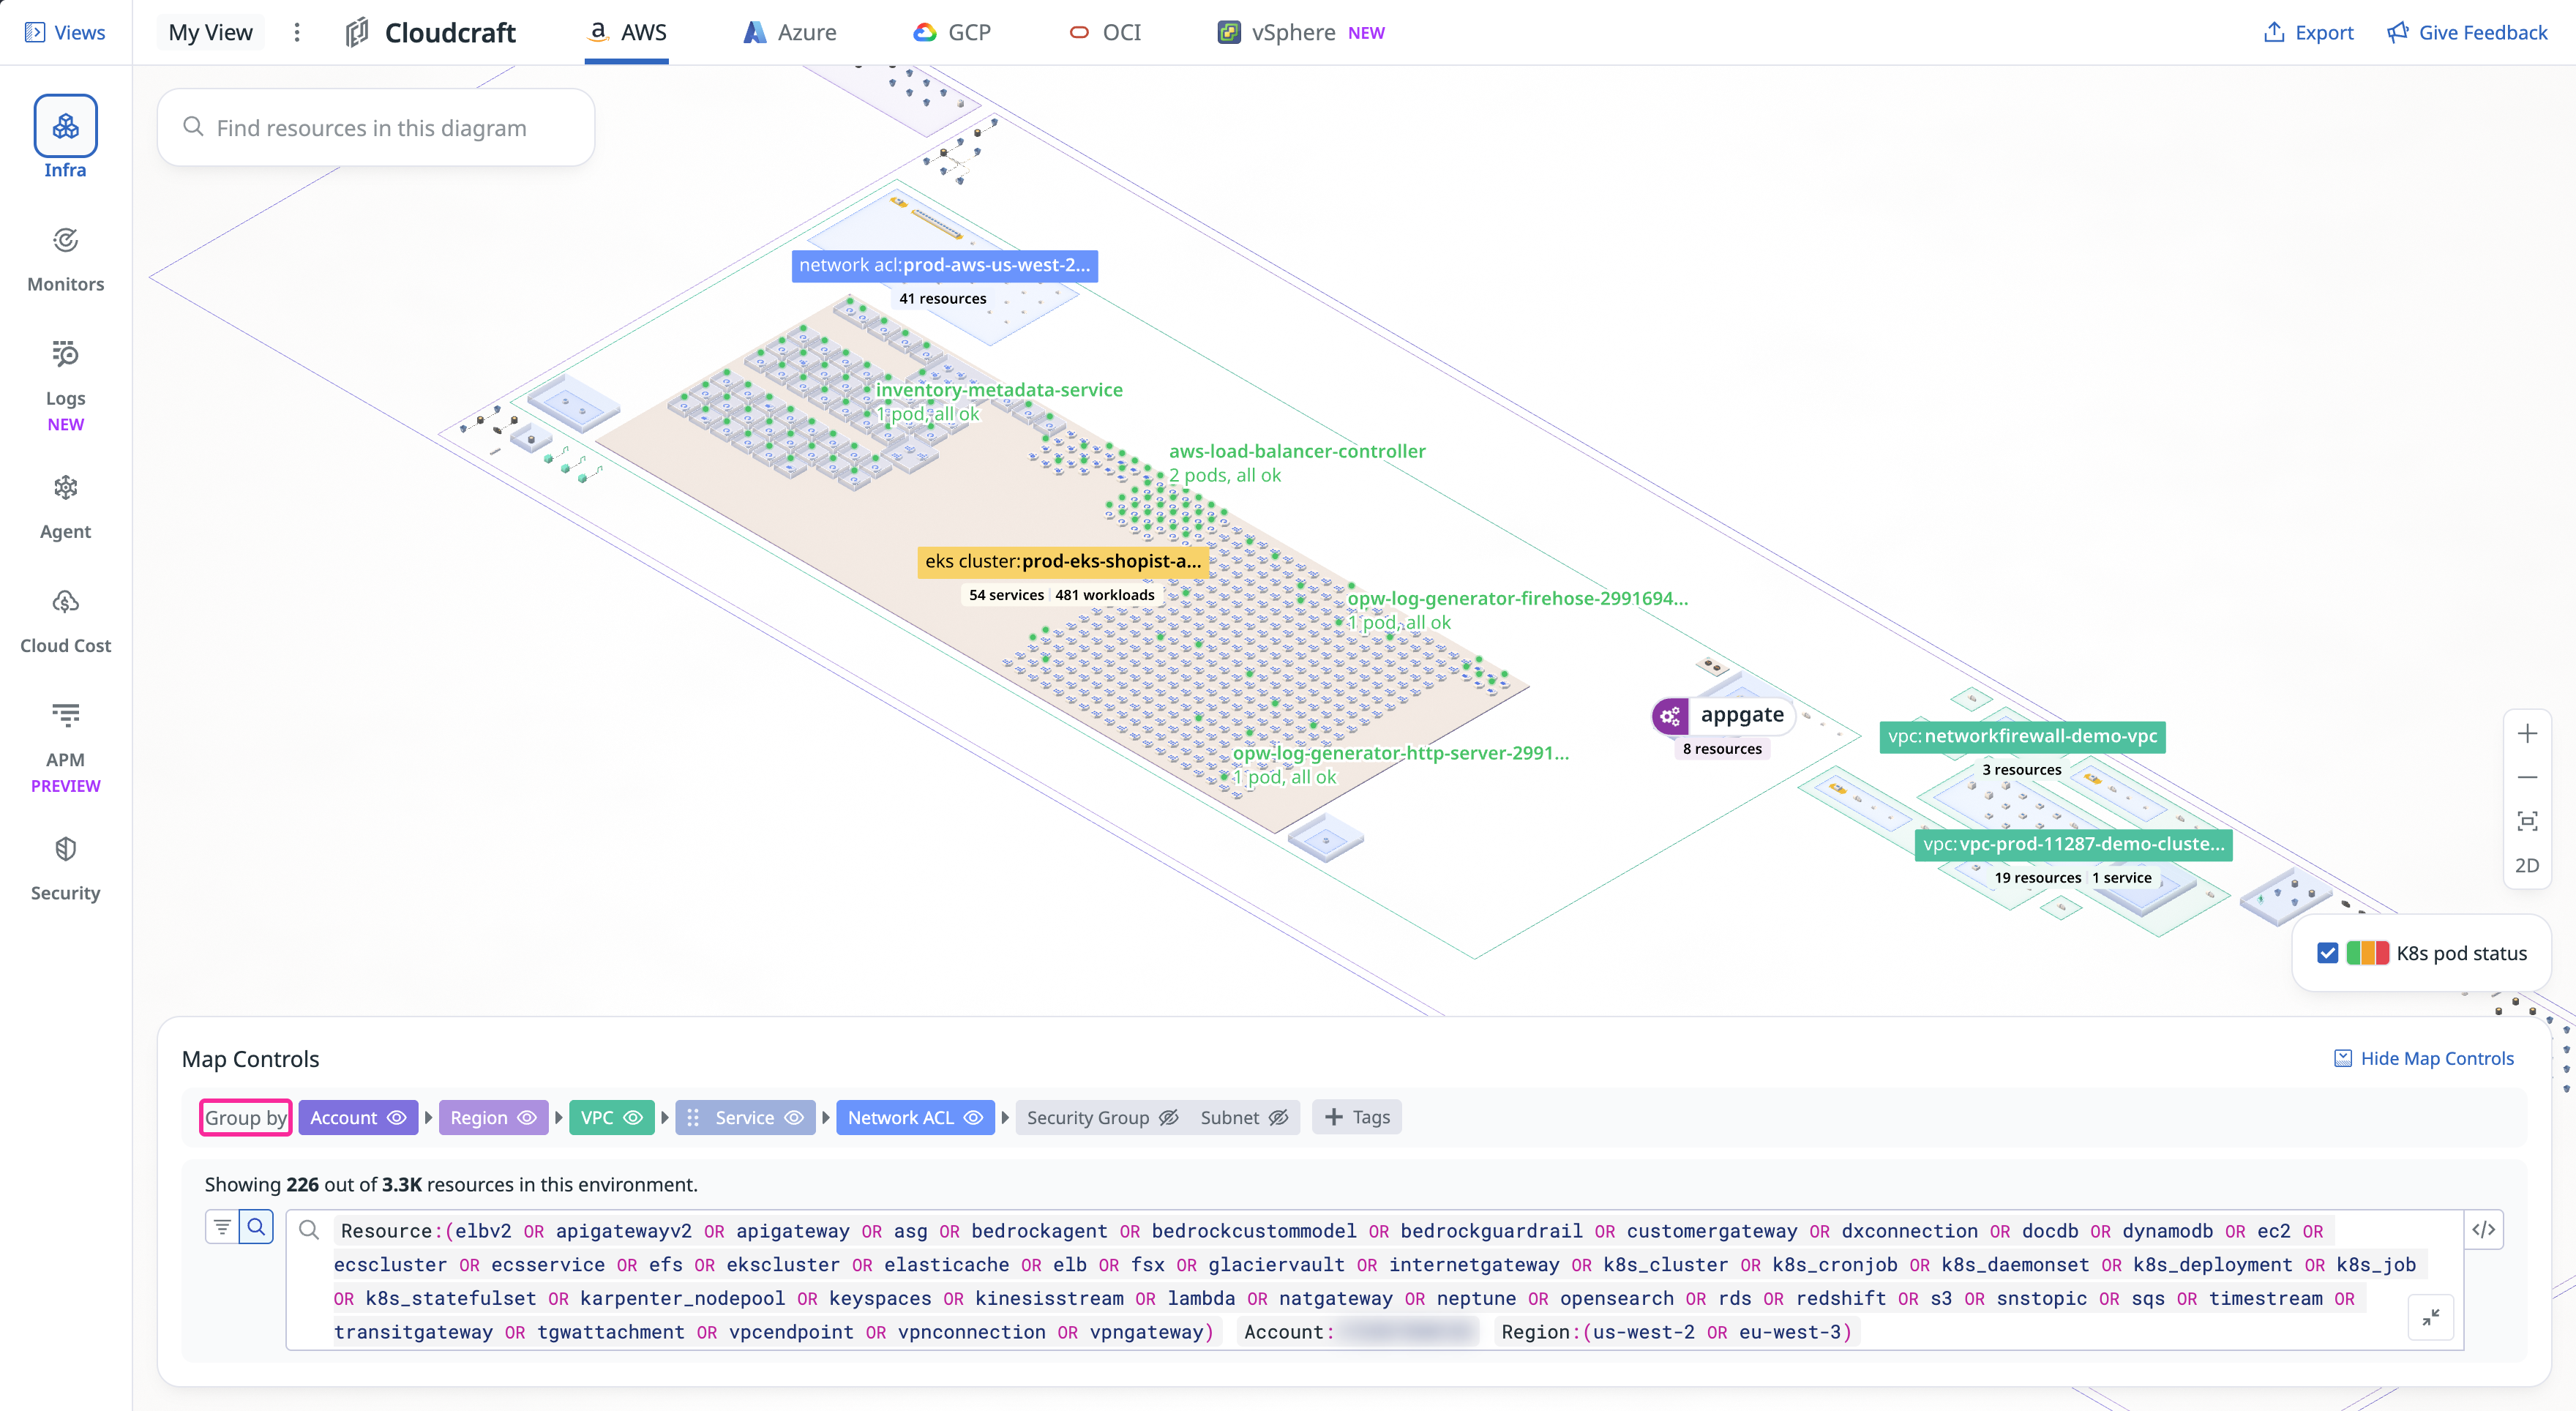 Views
My View
Cloudcraft
AWS
Azure
GCP
OCI
vSphere NEW
Export
Give Feedback
Infra
Monitors
Logs
NEW
Agent
Cloud Cost
APM
PREVIEW
Security
Find resources in this diagram
network acl:prod-aws-us-west-2...
41 resources
inventory-metadata-service
1 pod, all ok
aws-load-balancer-controller
2 pods, all ok
eks cluster:prod-eks-shopist-a...
54 services 481 workloads
opw-log-generator-firehose-2991694...
1 pod, all ok
appgate
8 resources
opw-log-generator-http-server-2991...
1 pod, all ok
vpc:networkfirewall-demo-vpc
3 resources
vpc:vpc-prod-11287-demo-cluste...
19 resources 1 service
2D
K8s pod status
Map Controls
Hide Map Controls
Group by Account Region VPC Service Network ACL Security Group Subnet + Tags
Showing 226 out of 3.3K resources in this environment.
Resource:(elbv2 OR apigatewayv2 OR apigateway OR asg OR bedrockagent OR bedrockcustommodel OR bedrockguardrail OR customergateway OR dxconnection OR docdb OR dynamodb OR ec2 OR
ecscluster OR ecsservice OR efs OR ekscluster OR elasticache OR elb OR fsx OR glaciervault OR internetgateway OR k8s_cluster OR k8s_cronjob OR k8s_daemonset OR k8s_deployment OR k8s_job
OR k8s_statefulset OR karpenter_nodepool OR keyspaces OR kinesisstream OR lambda OR natgateway OR neptune OR opensearch OR rds OR redshift OR s3 OR snstopic OR sqs OR timestream OR
transitgateway OR tgwattachment OR vpcendpoint OR vpnconnection OR vpngateway) Account: Region:(us-west-2 OR eu-west-3)